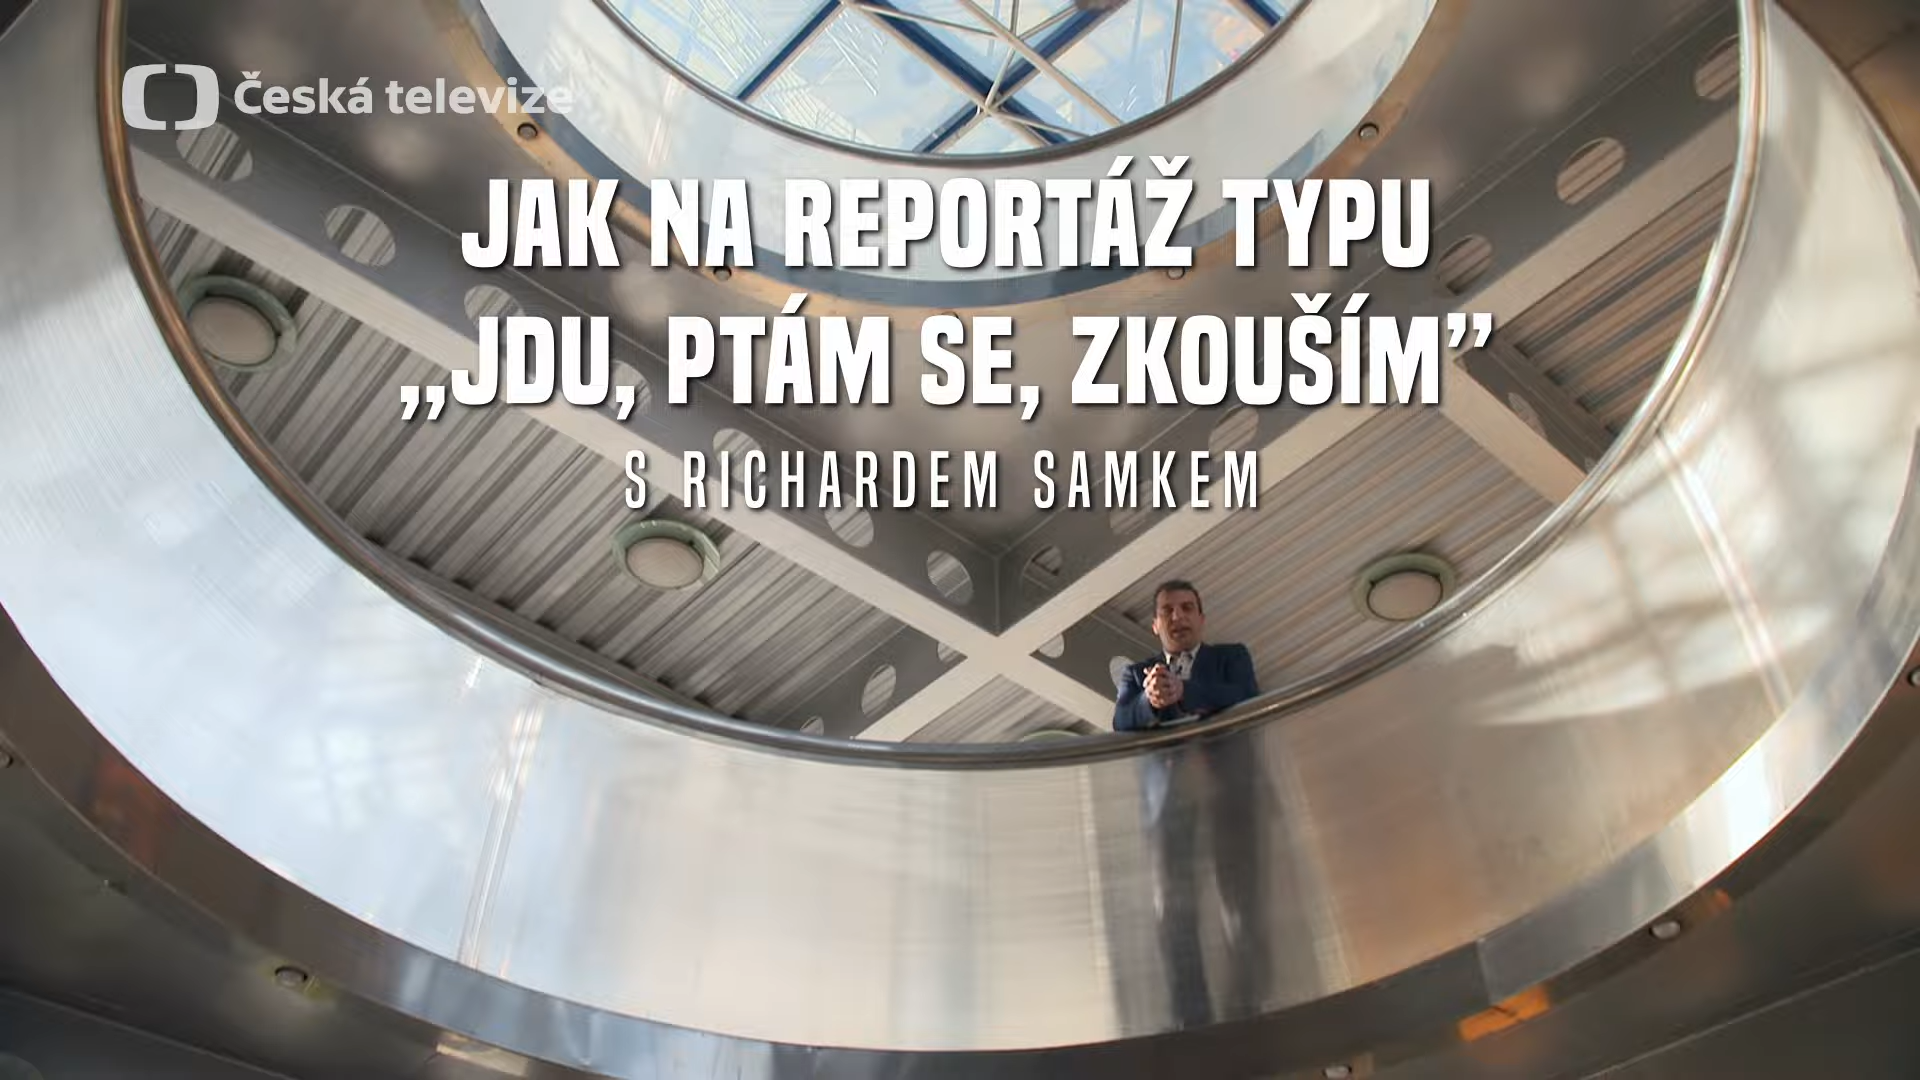 Česká televize
JAK NA REPORTÁŽ TYPU
„JDU, PTÁM SE, ZKOUŠÍM”
S RICHARDEM SAMKEM